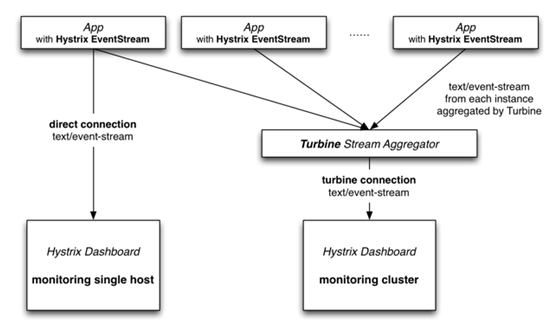 App
with Hystrix EventStream
App
with Hystrix EventStream
......
App
with Hystrix EventStream
text/event-stream
from each instance
aggregated by Turbine
direct connection
text/event-stream
Turbine Stream Aggregator
turbine connection
text/event-stream
Hystrix Dashboard
monitoring single host
Hystrix Dashboard
monitoring cluster